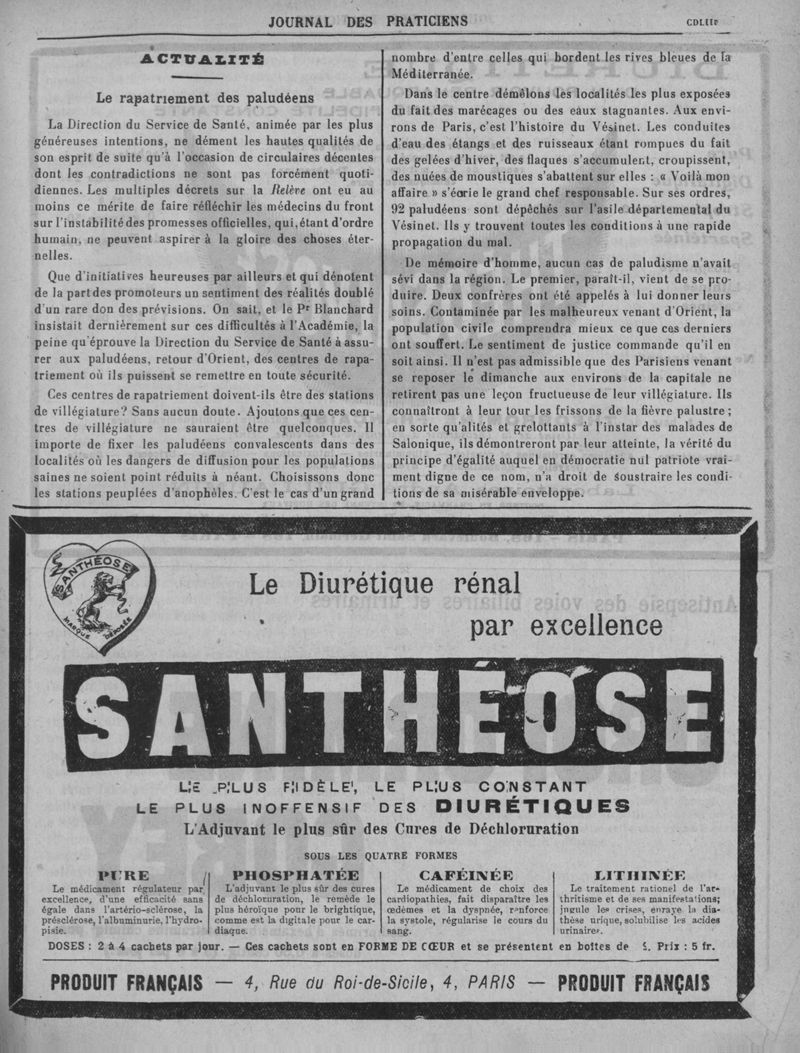 JOURNAL DES PRATICIENS
ACTUALITÉ
Le rapatriement des paludéens
La Direction du Service de Santé, animée par les plus
généreuses intentions, ne dément les hautes qualités de
son esprit de suite qu'à l'occasion de circulaires décentes
dont les contradictions ne sont pas forcément quoti-
diennes. Les multiples décrets sur la Relève ont eu au
moins ce mérite de faire réfléchir les médecins du front
sur l'instabilité des promesses officielles, qui, étant d'ordre
humain, ne peuvent aspirer à la gloire des choses éter-
nelles.
Que d'initiatives heureuses par ailleurs et qui dénotent
de la part des promoteurs un sentiment des réalités doublé
d'un rare don des prévisions. On sait, et le Pr Blanchard
insistait dernièrement sur ces difficultés à l'Académie, la
peine qu'éprouve la Direction du Service de Santé à assu-
rer aux paludéens, retour d'Orient, des centres de rapa-
triement où ils puissent se remettre en toute sécurité.
Ces centres de rapatriement doivent-ils être des stations
de villégiature? Sans aucun doute. Ajoutons que ces cen-
tres de villégiature ne sauraient être quelconques. Il
importe de fixer les paludéens convalescents dans des
localités où les dangers de diffusion pour les populations
saines ne soient point réduits à néant. Choisissons donc
les stations peuplées d'anophèles. C'est le cas d'un grand
nombre d'entre celles qui bordent les rives bleues de la
Méditerranée.
Dans le centre démêlons les localités les plus exposées
du fait des marécages ou des eaux stagnantes. Aux envi-
rons de Paris, c'est l'histoire du Vésinet. Les conduites
d'eau des étangs et des ruisseaux étant rompues du fait
des gelées d'hiver, des flaques s'accumulent, croupissent,
des nuées de moustiques s'abattent sur elles : « Voilà mon
affaire » s'écrie le grand chef responsable. Sur ses ordres,
92 paludéens sont dépêchés sur l'asile départemental du
Vésinet. Ils y trouvent toutes les conditions à une rapide
propagation du mal.
De mémoire d'homme, aucun cas de paludisme n'avait
sévi dans la région. Le premier, paraît-il, vient de se pro-
duire. Deux confrères ont été appelés à lui donner leurs
soins. Contaminée par les malheureux venant d'Orient, la
population civile comprendra mieux ce que ces derniers
ont souffert. Le sentiment de justice commande qu'il en
soit ainsi. Il n'est pas admissible que des Parisiens venant
se reposer le dimanche aux environs de la capitale ne
retirent pas une leçon fructueuse de leur villégiature. Ils
connaîtront à leur tour les frissons de la fièvre palustre ;
en sorte qu'alités et grelottants à l'instar des malades de
Salonique, ils démontreront par leur atteinte, la vérité du
principe d'égalité auquel en démocratie nul patriote vrai-
ment digne de ce nom, n'a droit de soustraire les condi-
tions de sa misérable enveloppe.
SANTHÉOSE
MARQUE DÉPOSÉE
Le Diurétique rénal
par excellence
SANTHÉOSE
LE PLUS FIDÈLE, LE PLUS CONSTANT
LE PLUS INOFFENSIF DES DIURÉTIQUES
L'Adjuvant le plus sûr des Cures de Déchloruration
SOUS LES QUATRE FORMES
PURE
Le médicament régulateur par
excellence, d'une efficacité sans
égale dans l'artério-sclérose, la
présclérose, l'albuminurie, l'hydro-
pisie.
PHOSPHATÉE
L'adjuvant le plus sûr des cures
de déchloruration, le remède le
plus héroïque pour le brightique,
comme est la digitale pour le car-
diaque.
CAFÉINÉE
Le médicament de choix des
cardiopathies, fait disparaître les
œdèmes et la dyspnée, renforce
la systole, régularise le cours du
sang.
LITHINÉE
Le traitement rationel de l'ar-
thritisme et de ses manifestations;
jugule les crises, enraye la dia-
thèse urique, solubilise les acides
urinaires.
DOSES : 2 à 4 cachets par jour. — Ces cachets sont en FORME DE CŒUR et se présentent en boîtes de Prix : 5 fr.
PRODUIT FRANÇAIS — 4, Rue du Roi-de-Sicile, 4, PARIS — PRODUIT FRANÇAIS